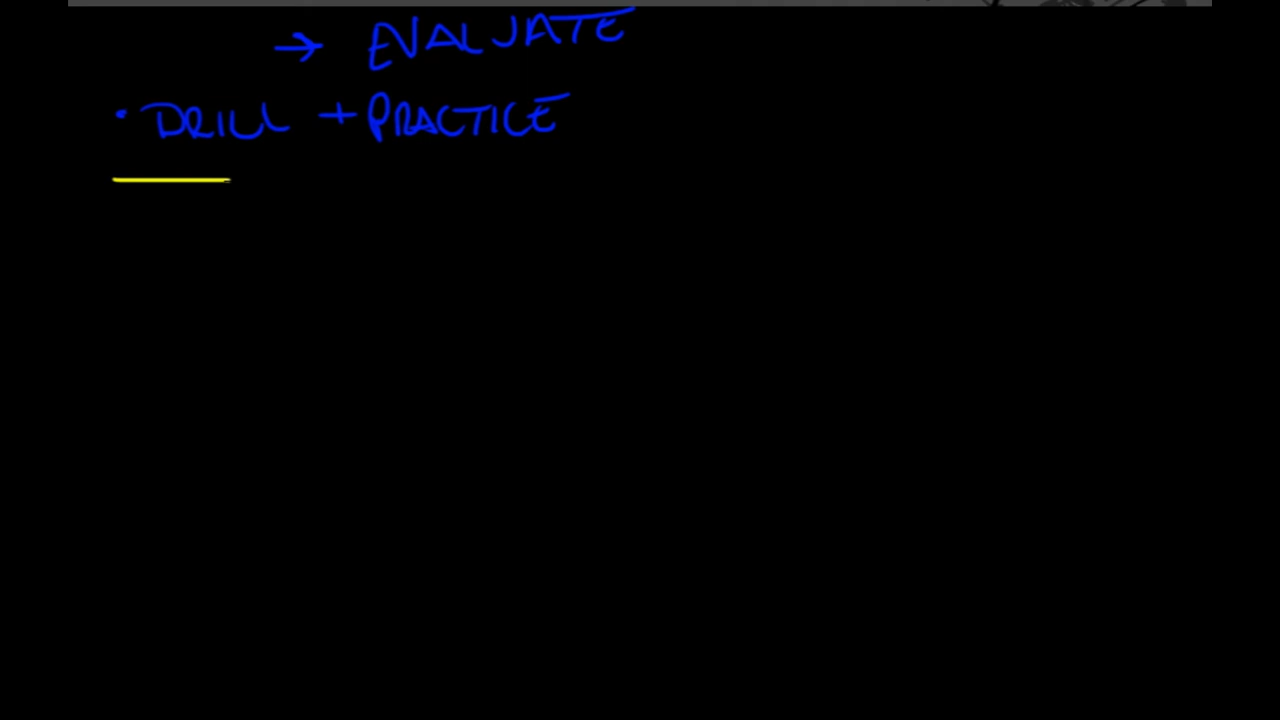 → EVALUATE
• DRILL + PRACTICE